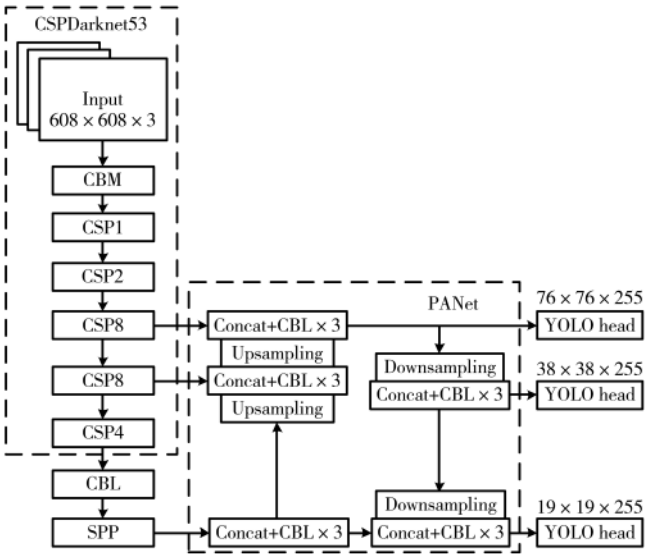 CSPDarknet53
Input
608 × 608 × 3
CBM
CSP1
CSP2
CSP8
CSP8
CSP4
CBL
SPP
PANet
Concat+CBL × 3
Upsampling
Concat+CBL × 3
Upsampling
Concat+CBL × 3
Downsampling
Concat+CBL × 3
Downsampling
Concat+CBL × 3
76 × 76 × 255
YOLO head
38 × 38 × 255
YOLO head
19 × 19 × 255
YOLO head